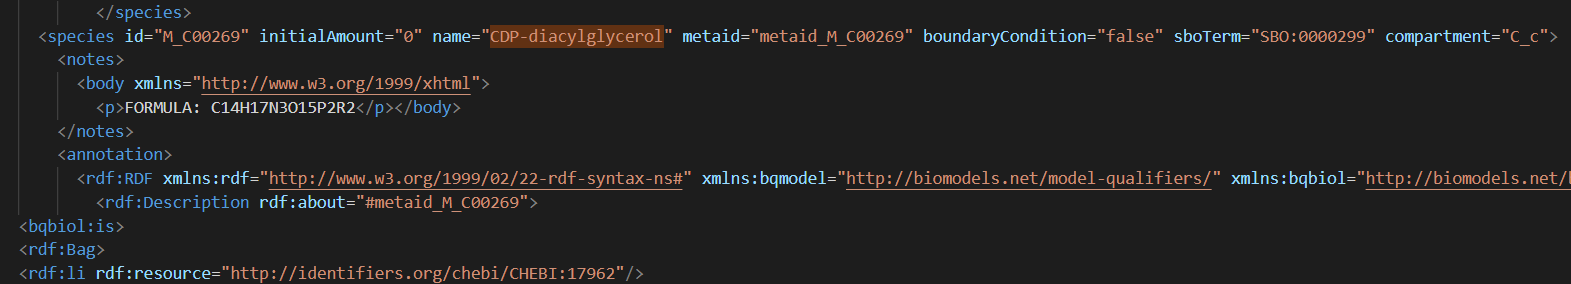 </species>
<species id="M_C00269" initialAmount="0" name="CDP-diacylglycerol" metaid="metaid_M_C00269" boundaryCondition="false" sboTerm="SBO:0000299" compartment="C_c">
<notes>
<body xmlns="http://www.w3.org/1999/xhtml">
<p>FORMULA: C14H17N3O15P2R2</p></body>
</notes>
<annotation>
<rdf:RDF xmlns:rdf="http://www.w3.org/1999/02/22-rdf-syntax-ns#" xmlns:bqmodel="http://biomodels.net/model-qualifiers/" xmlns:bqbiol="http://biomodels.net/
<rdf:Description rdf:about="#metaid_M_C00269">
<bqbiol:is>
<rdf:Bag>
<rdf:li rdf:resource="http://identifiers.org/chebi/CHEBI:17962"/>